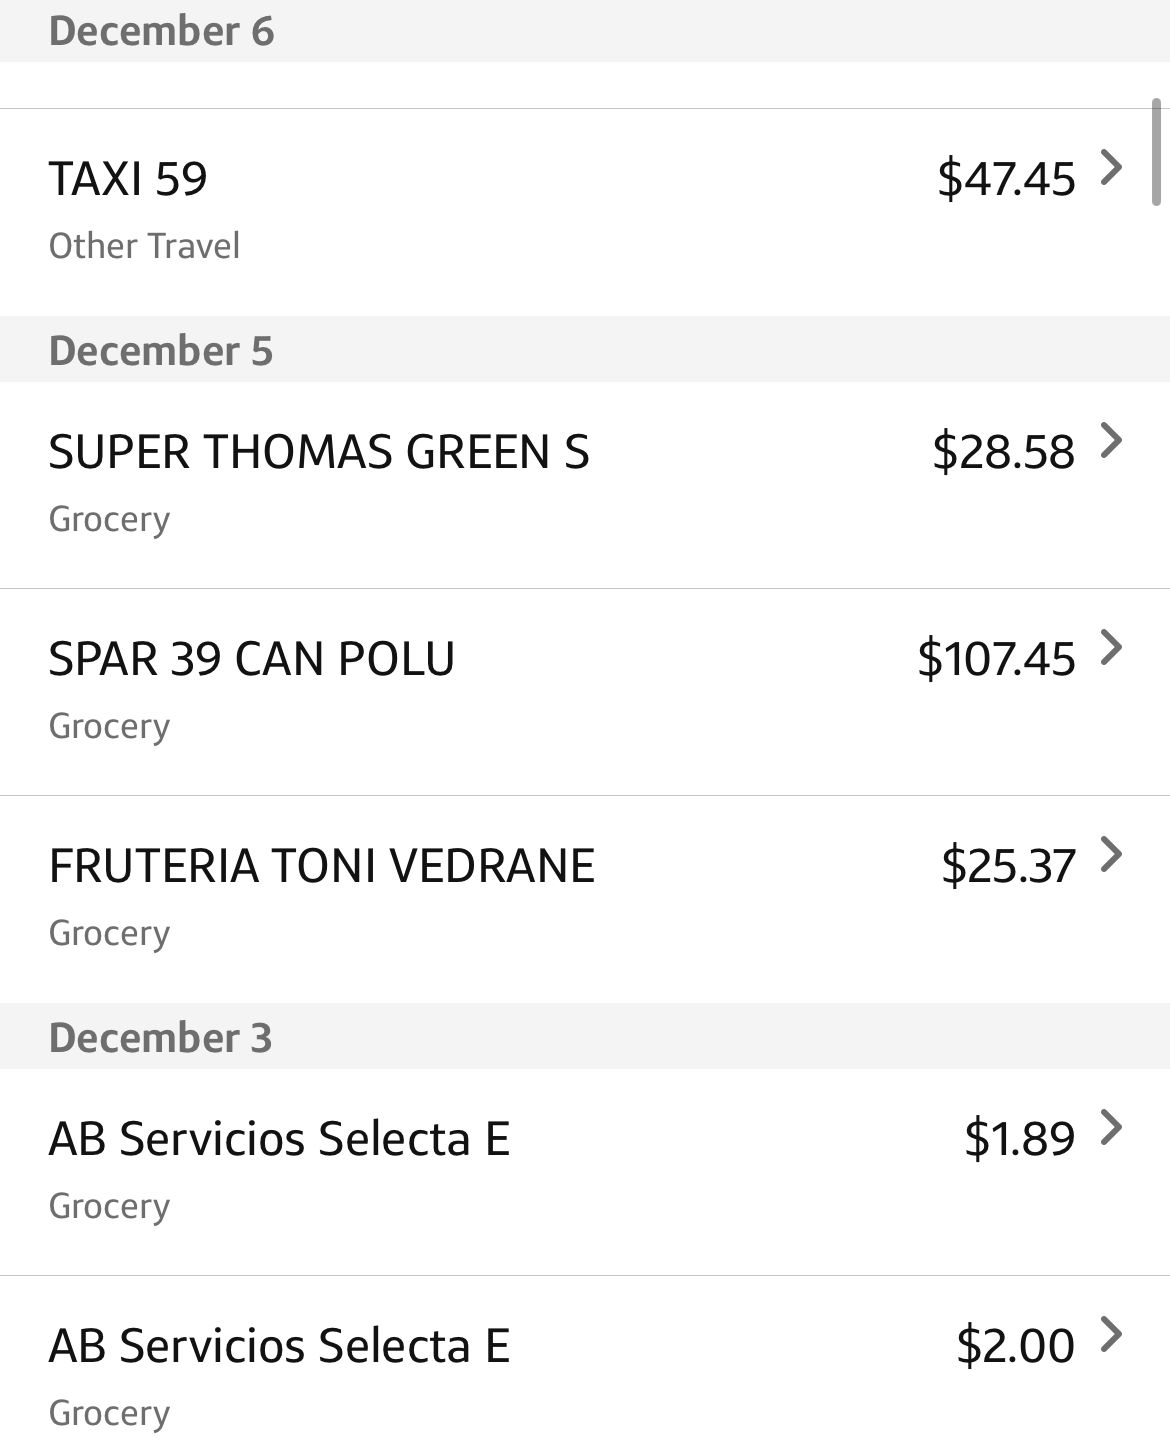 December 6
TAXI 59 $47.45
Other Travel
December 5
SUPER THOMAS GREEN S $28.58
Grocery
SPAR 39 CAN POLU $107.45
Grocery
FRUTERIA TONI VEDRANE $25.37
Grocery
December 3
AB Servicios Selecta E $1.89
Grocery
AB Servicios Selecta E $2.00
Grocery